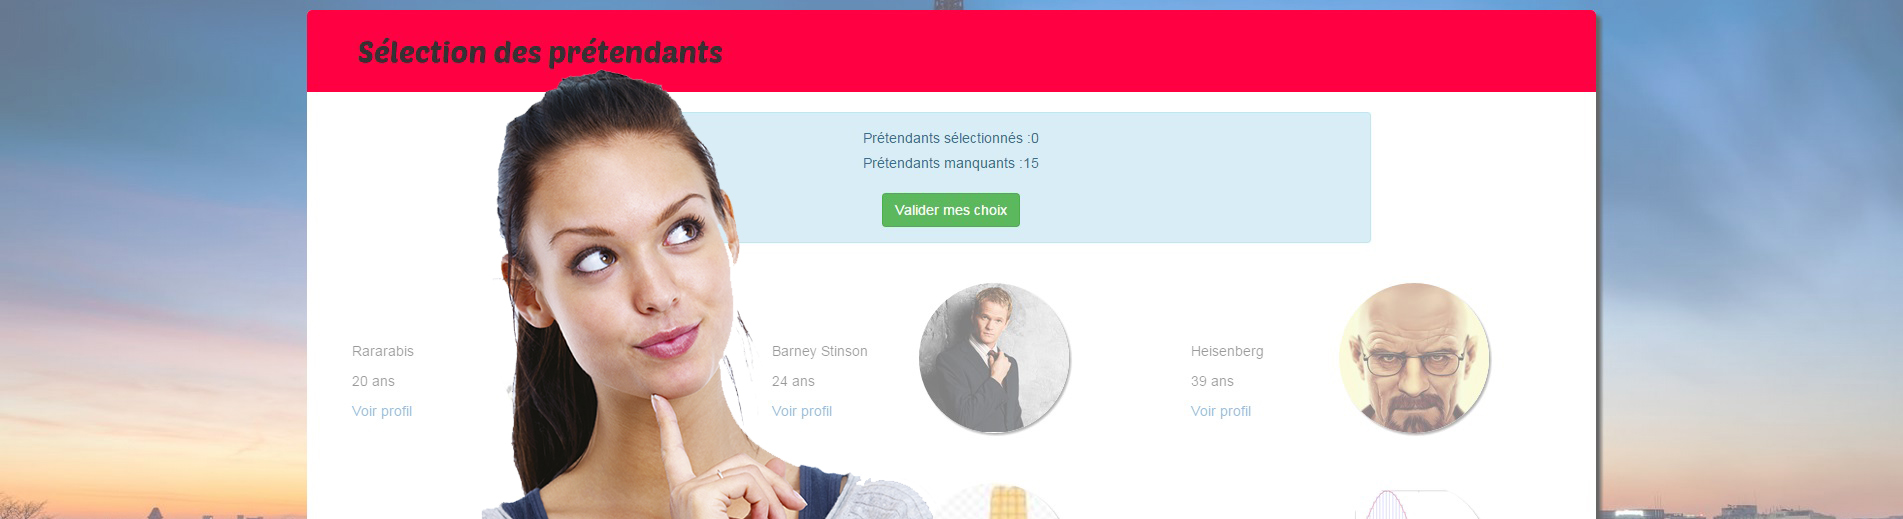 Sélection des prétendants
Prétendants sélectionnés :0
Prétendants manquants :15
Valider mes choix
Rararabis
20 ans
Voir profil
Barney Stinson
24 ans
Voir profil
Heisenberg
39 ans
Voir profil